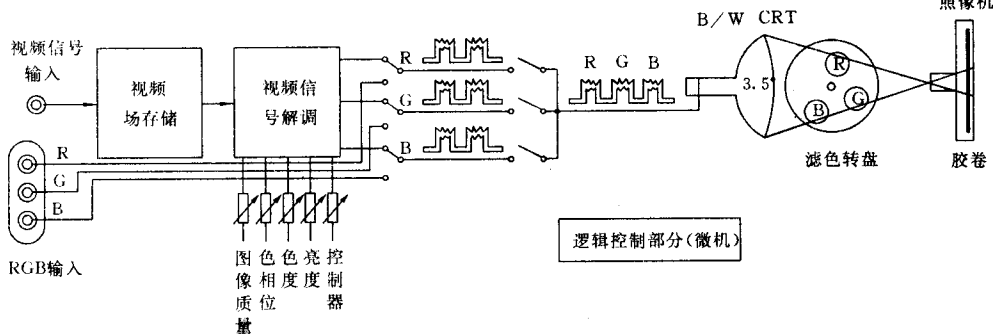 照像机
B/W CRT
视频信号
输入
视频
场存储
视频信
号解调
R
G
B
R G B
3.5"
R
G
B
滤色转盘
胶卷
R
G
B
RGB输入
图像质量
色相位
色度
亮度
控制器
逻辑控制部分(微机)